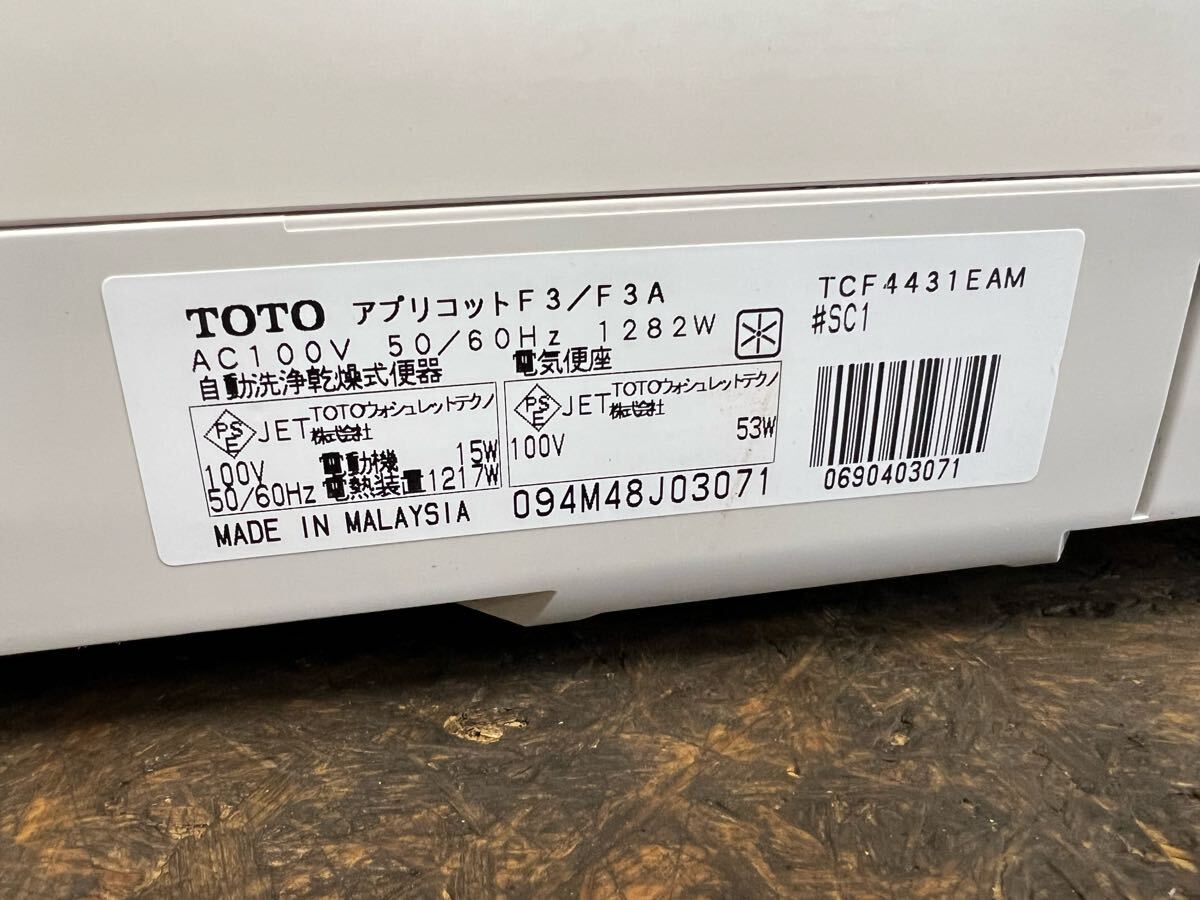 TOTO アプリコットF3/F3A
AC100V 50/60Hz 1282W
自動洗浄乾燥式便器
PSE JET TOTOウォシュレットテクノ
株式会社
100V 電動機 15W
50/60Hz 電熱装置1217W
MADE IN MALAYSIA
電気便座
PSE JET TOTOウォシュレットテクノ
株式会社
100V 53W
094M48J03071
TCF4431EAM
#SC1
0690403071